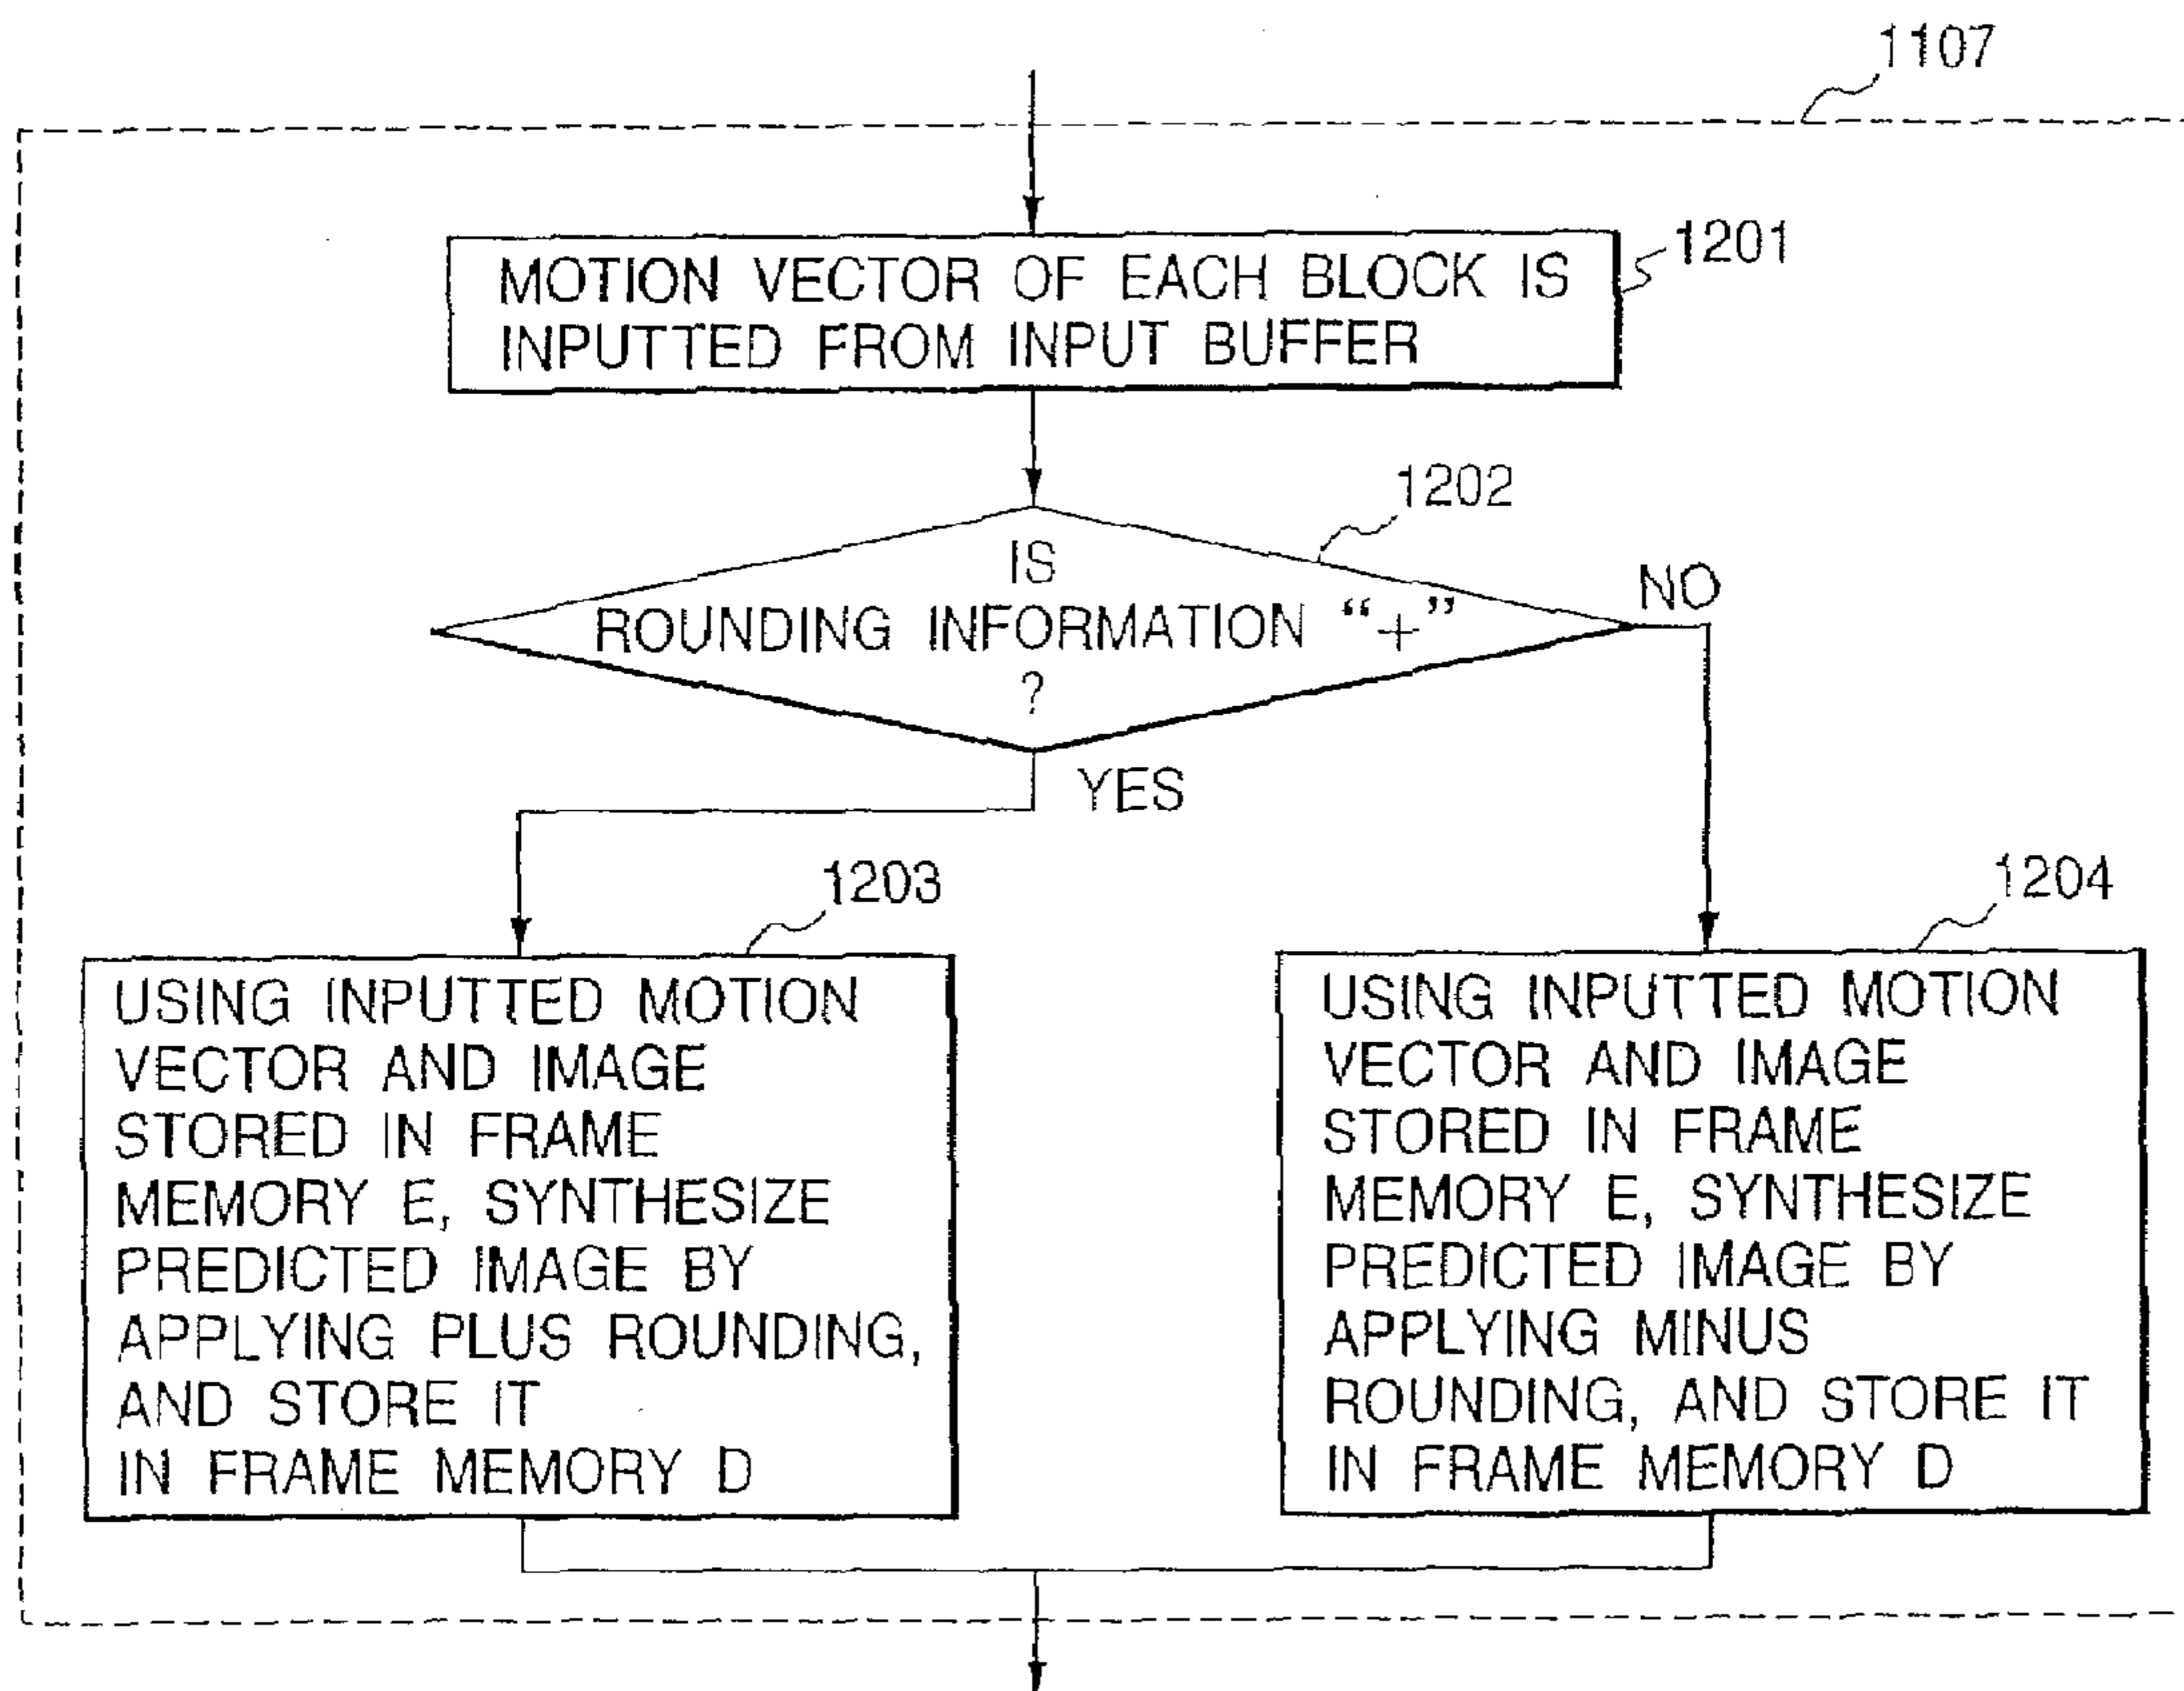 1107
MOTION VECTOR OF EACH BLOCK IS
INPUTTED FROM INPUT BUFFER
1201
1202
IS
ROUNDING INFORMATION “+”
?
NO
YES
1203
USING INPUTTED MOTION
VECTOR AND IMAGE
STORED IN FRAME
MEMORY E, SYNTHESIZE
PREDICTED IMAGE BY
APPLYING PLUS ROUNDING,
AND STORE IT
IN FRAME MEMORY D
1204
USING INPUTTED MOTION
VECTOR AND IMAGE
STORED IN FRAME
MEMORY E, SYNTHESIZE
PREDICTED IMAGE BY
APPLYING MINUS
ROUNDING, AND STORE IT
IN FRAME MEMORY D